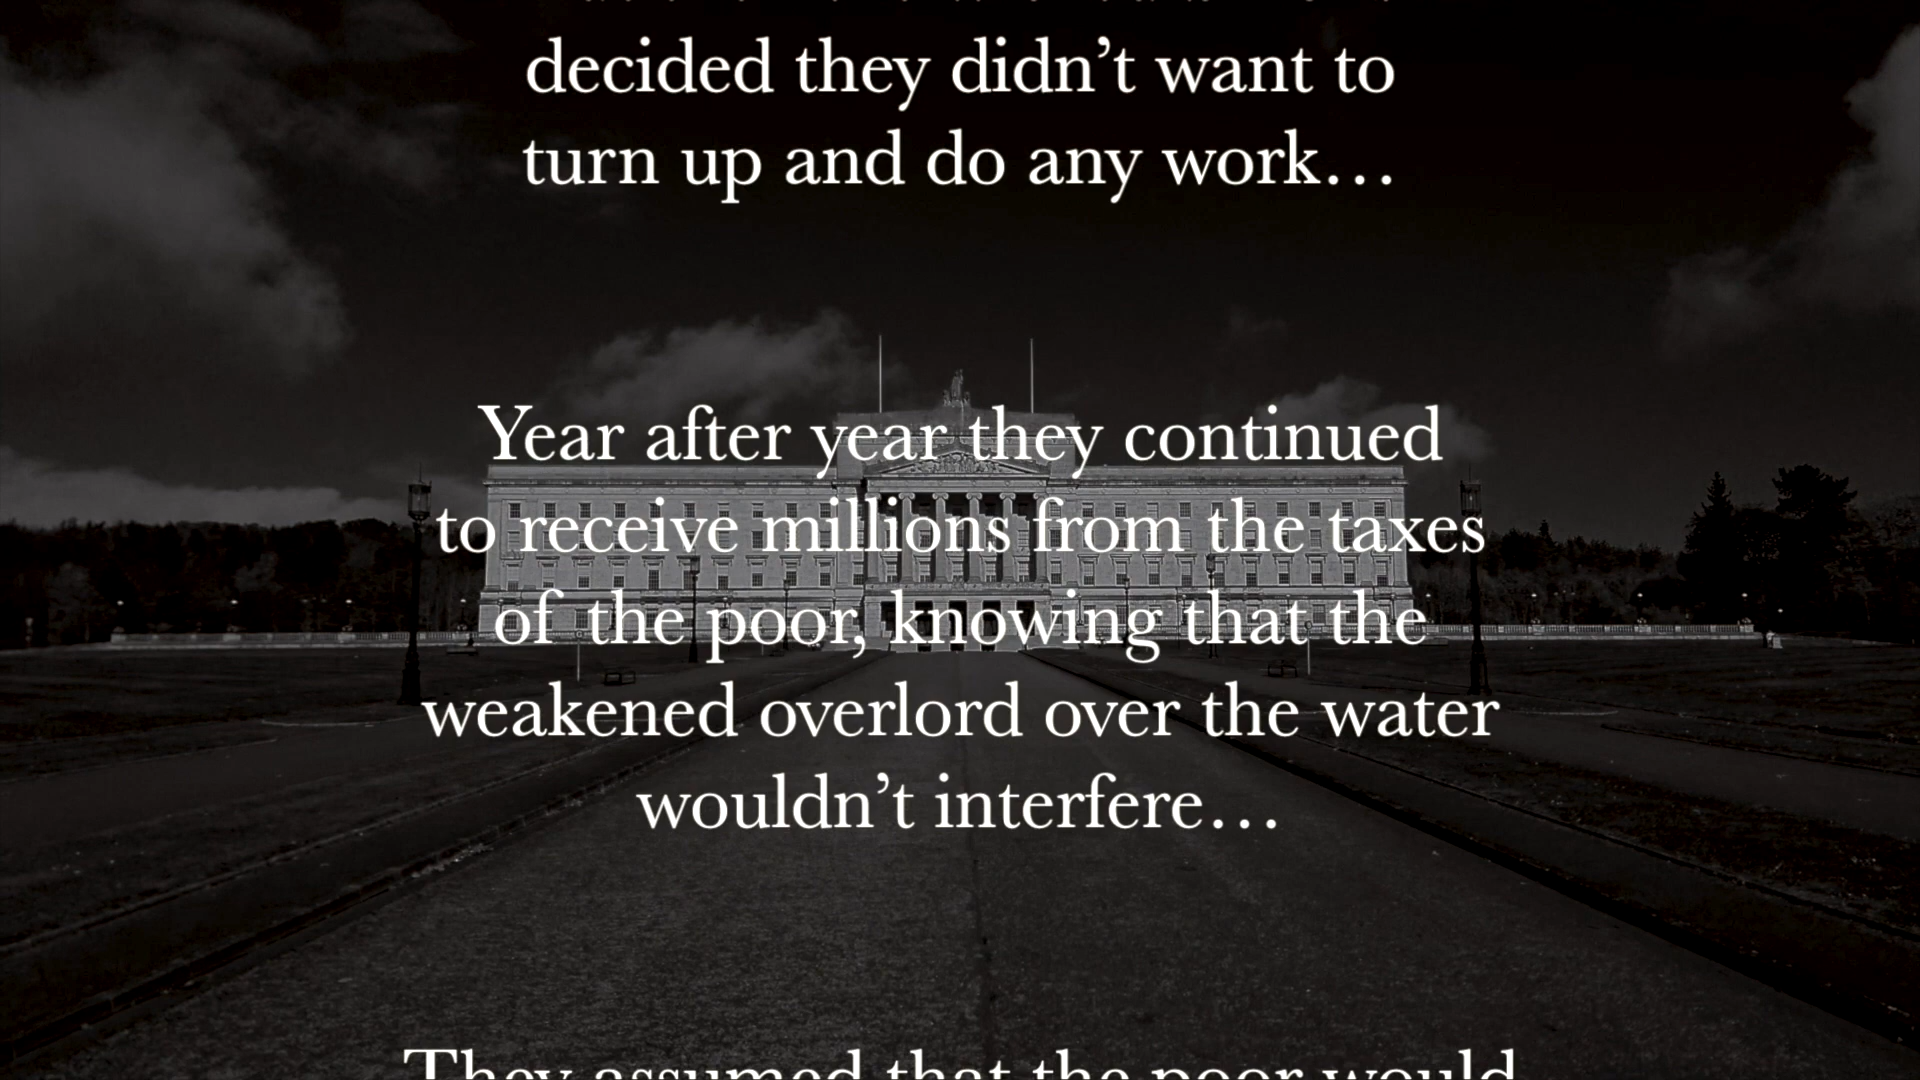 decided they didn’t want to
turn up and do any work…
Year after year they continued
to receive millions from the taxes
of the poor, knowing that the
weakened overlord over the water
wouldn’t interfere…
They assumed that the poor would